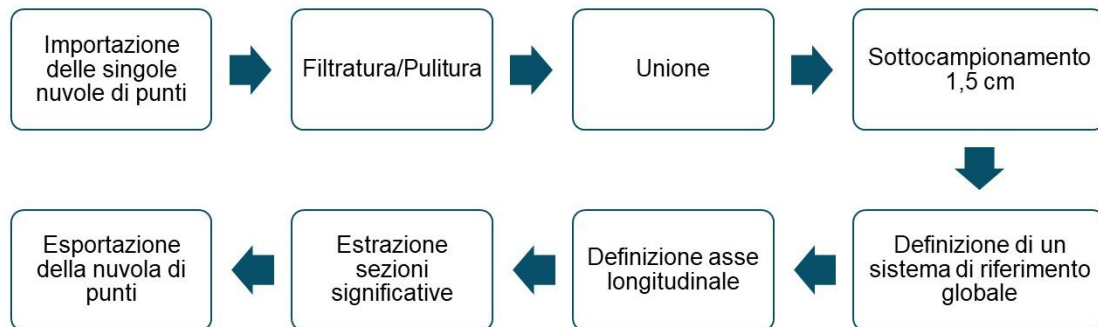 Importazione
delle singole
nuvole di punti
Filtratura/Pulitura
Unione
Sottocampionamento
1,5 cm
Definizione di un
sistema di riferimento
globale
Definizione asse
longitudinale
Estrazione
sezioni
significative
Esportazione
della nuvola di
punti